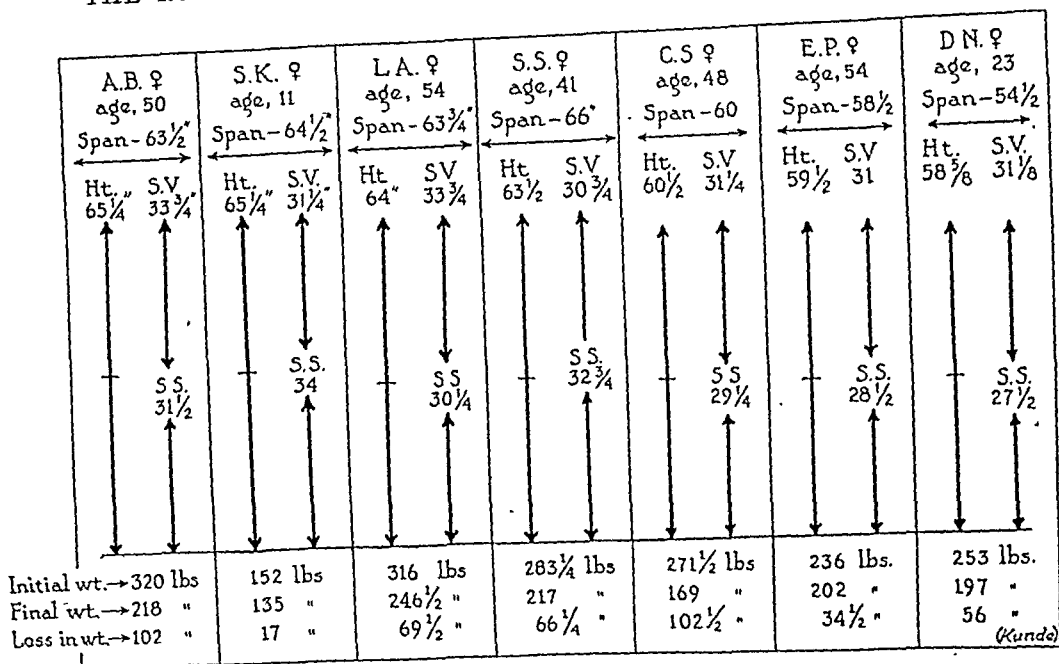 A.B. ♀
age, 50
Span-63½"
Ht. S.V.
65¼" 33¾"
S.S.
31½
S.K. ♀
age, 11
Span-64½"
Ht. S.V.
65¼" 31¼"
S.S.
34
L A. ♀
age, 54
Span-63¾"
Ht S.V.
64" 33¾
S S
30¼
S.S. ♀
age, 41
Span-66"
Ht. S.V.
63½ 30¾
S S.
32¾
C.S ♀
age, 48
Span-60
Ht. S.V.
60½ 31¼
S S
29¼
E.P. ♀
age, 54
Span-58½
Ht. S.V
59½ 31
S.S.
28½
D N. ♀
age, 23
Span-54½
Ht. S.V.
58⅝ 31⅛
S.S.
27½
Initial wt.→320 lbs 152 lbs 316 lbs 283¼ lbs 271½ lbs 236 lbs. 253 lbs.
Final wt.→218 " 135 " 246½ " 217 " 169 " 202 " 197 "
Loss in wt.→102 " 17 " 69½ " 66¼ " 102½ " 34½ " 56 "
(Kunde)